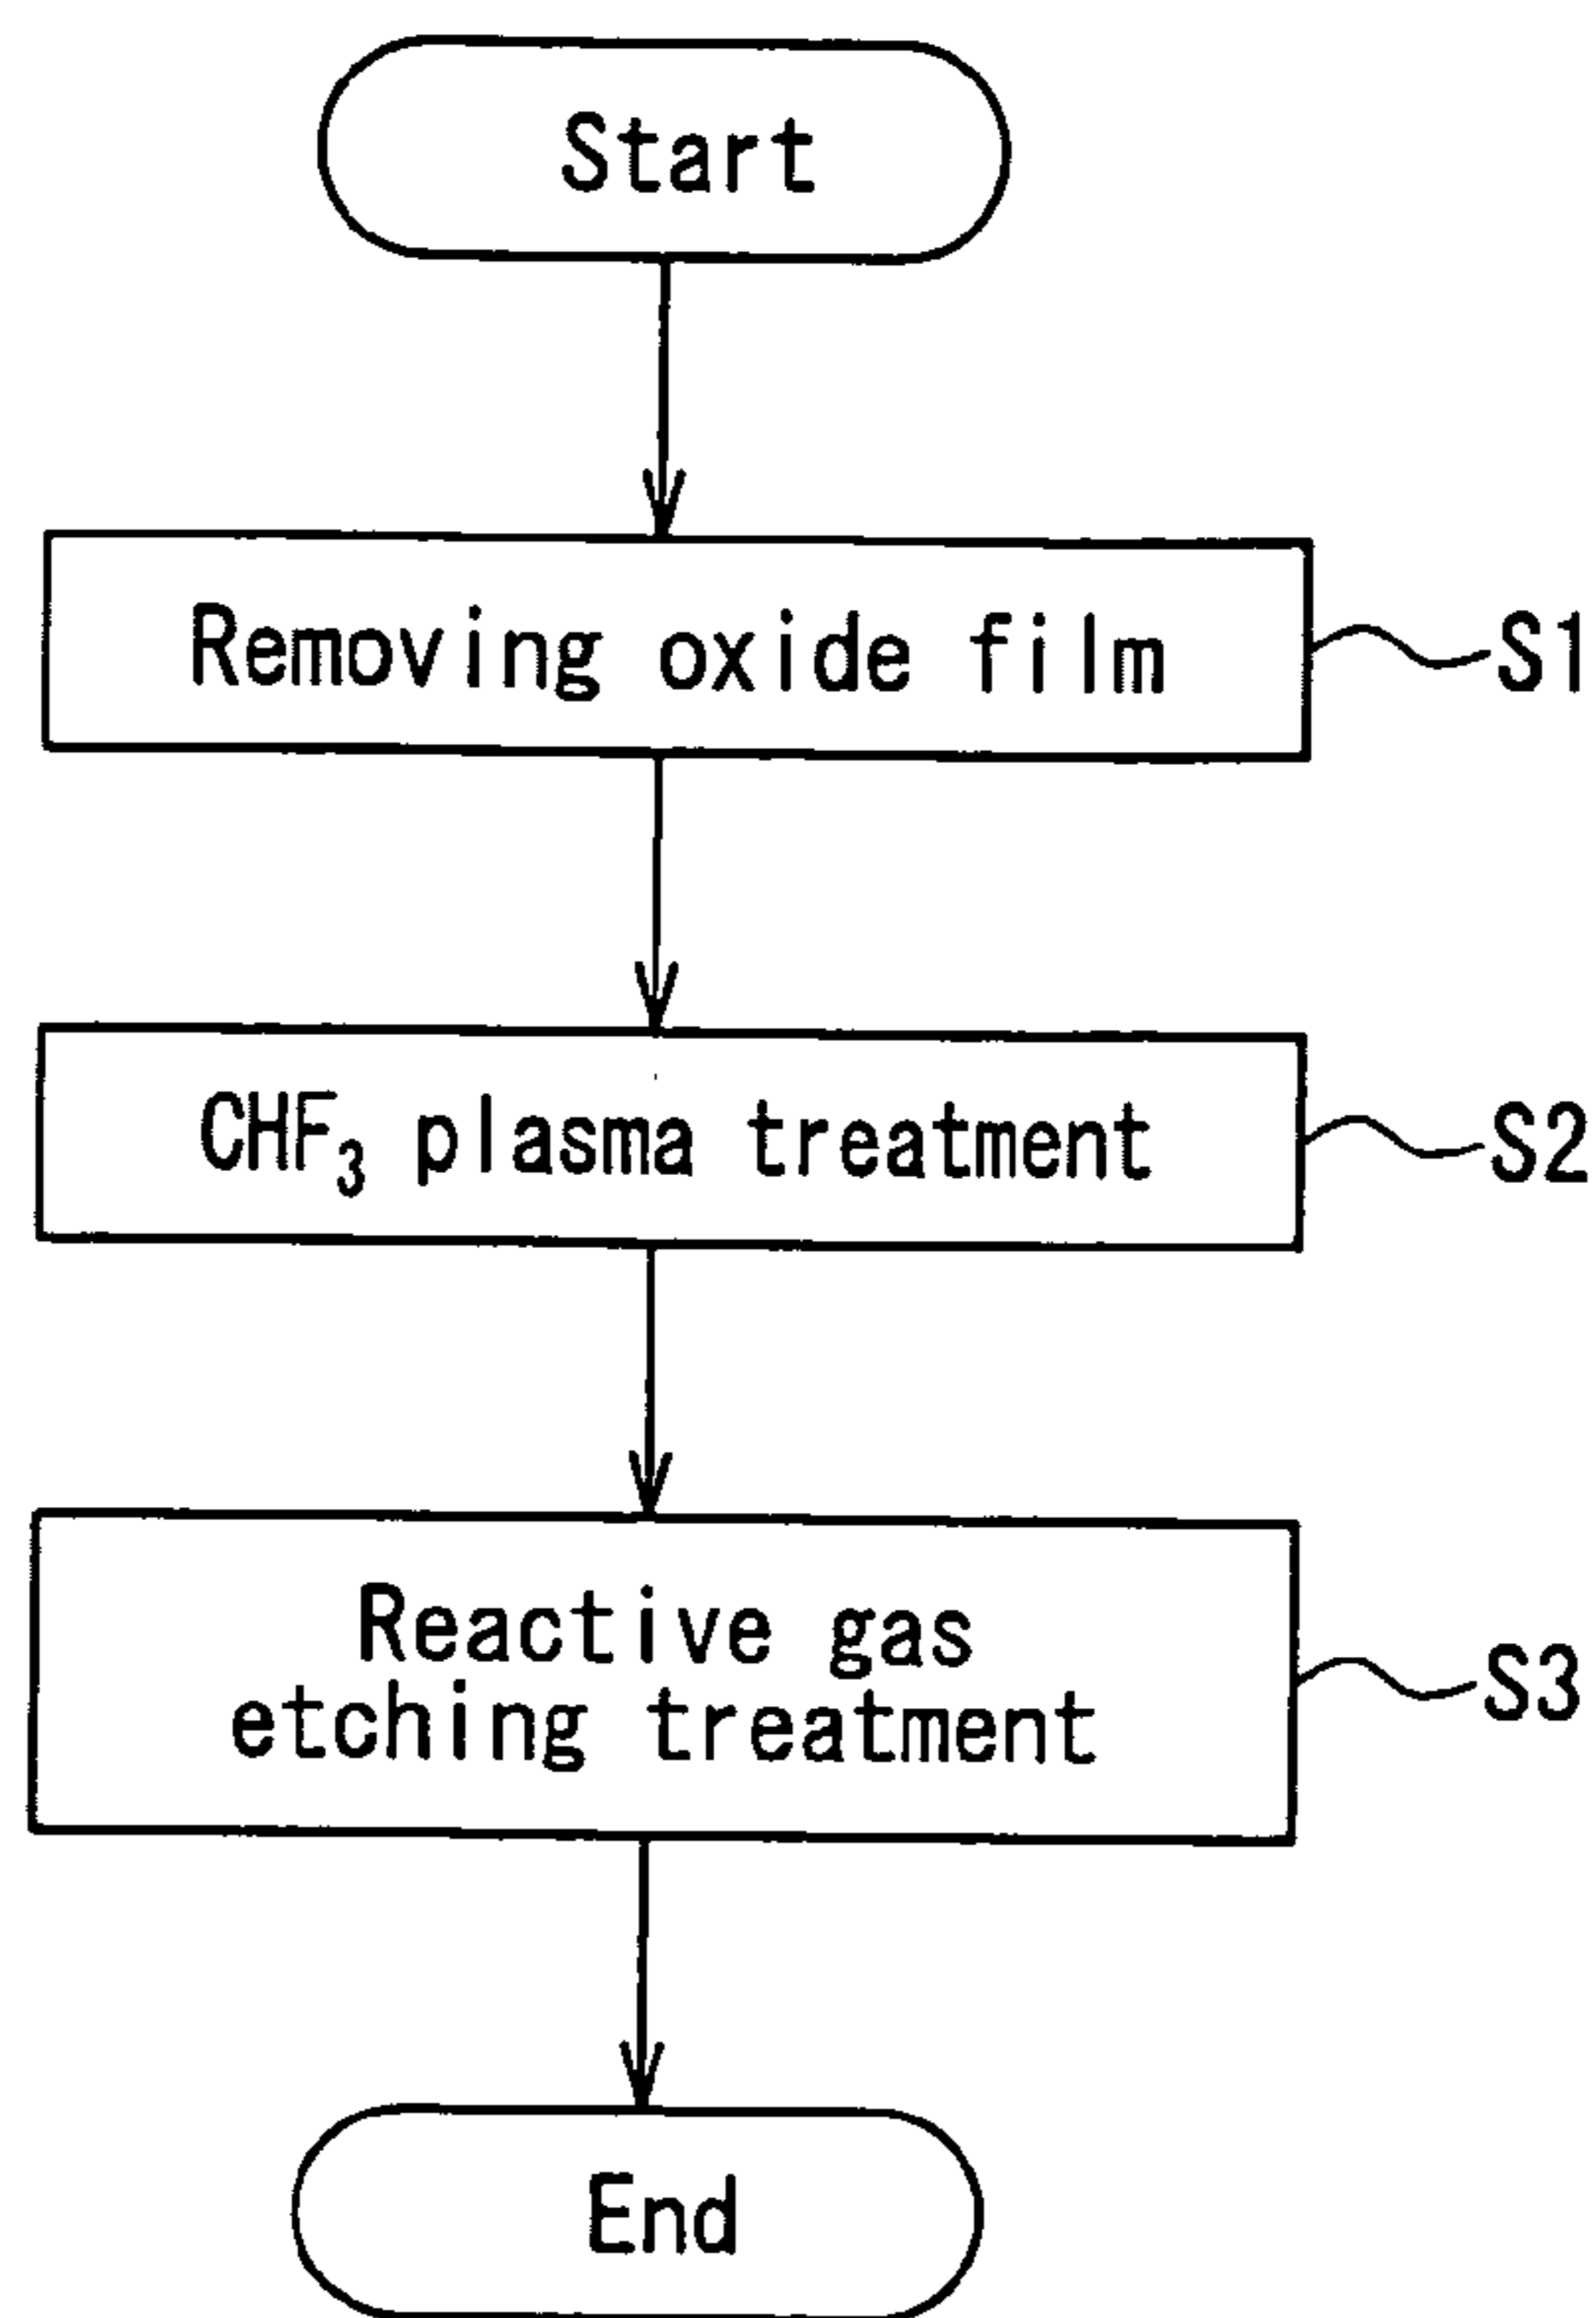 Start
Removing oxide film
S1
CHF₃ plasma treatment
S2
Reactive gas
etching treatment
S3
End